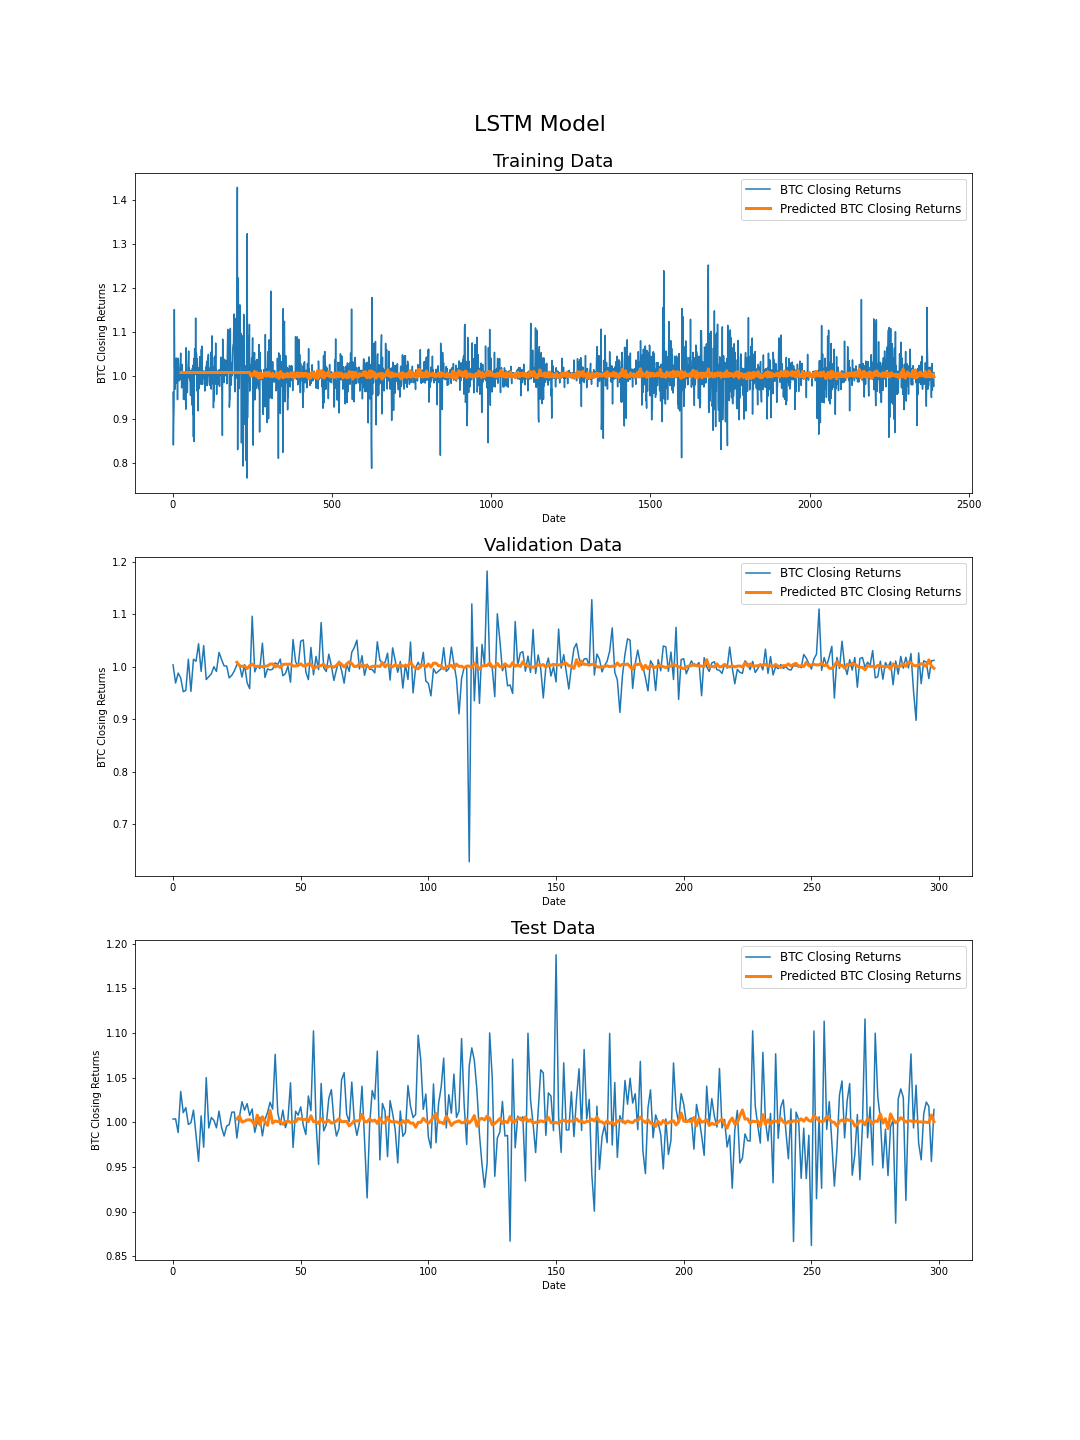 LSTM Model
Training Data
BTC Closing Returns
Predicted BTC Closing Returns
BTC Closing Returns
1.4
1.3
1.2
1.1
1.0
0.9
0.8
0 500 1000 1500 2000 2500
Date
Validation Data
BTC Closing Returns
Predicted BTC Closing Returns
BTC Closing Returns
1.2
1.1
1.0
0.9
0.8
0.7
0 50 100 150 200 250 300
Date
Test Data
BTC Closing Returns
Predicted BTC Closing Returns
BTC Closing Returns
1.20
1.15
1.10
1.05
1.00
0.95
0.90
0.85
0 50 100 150 200 250 300
Date